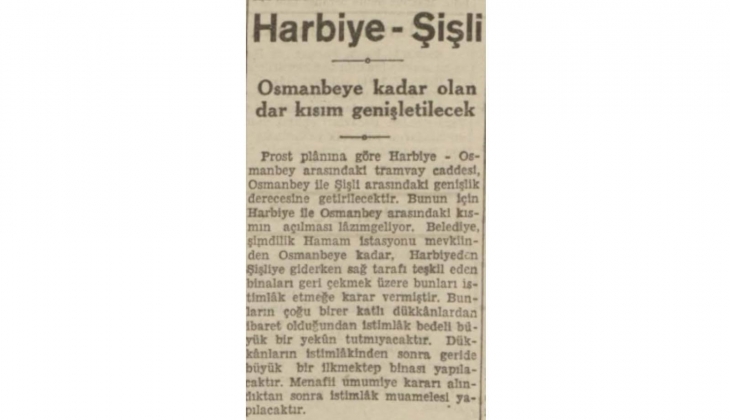 Harbiye - Şişli
Osmanbeye kadar olan
dar kısım genişletilecek
Prost plânına göre Harbiye - Os-
manbey arasındaki tramvay caddesi,
Osmanbey ile Şişli arasındaki genişlik
derecesine getirilecektir. Bunun için
Harbiye ile Osmanbey arasındaki kıs-
mın açılması lâzımgeliyor. Belediye,
şimdilik Hamam istasyonu mevkiin-
den Osmanbeye kadar, Harbiyeden
Şişliye giderken sağ tarafı teşkil eden
binaları geri çekmek üzere bunları is-
timlâk etmeğe karar vermiştir. Bun-
ların çoğu birer katlı dükkânlardan
ibaret olduğundan istimlâk bedeli bü-
yük bir yekûn tutmıyacaktır. Dük-
kânların istimlâkinden sonra geride
büyük bir ilkmektep binası yapıla-
caktır. Menafii umumiye kararı alın-
dıktan sonra istimlâk muamelesi ya-
pılacaktır.